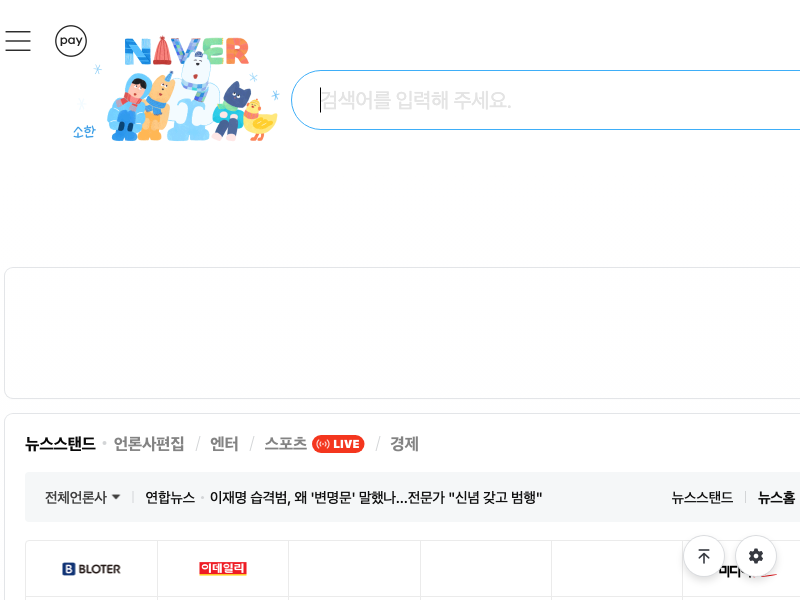 pay
NAVER
소한
검색어를 입력해 주세요.
뉴스스탠드 언론사편집 / 엔터 / 스포츠 LIVE / 경제
전체언론사 연합뉴스 이재명 습격범, 왜 '변명문' 말했나…전문가 "신념 갖고 범행" 뉴스스탠드 뉴스홈
BLOTER 이데일리